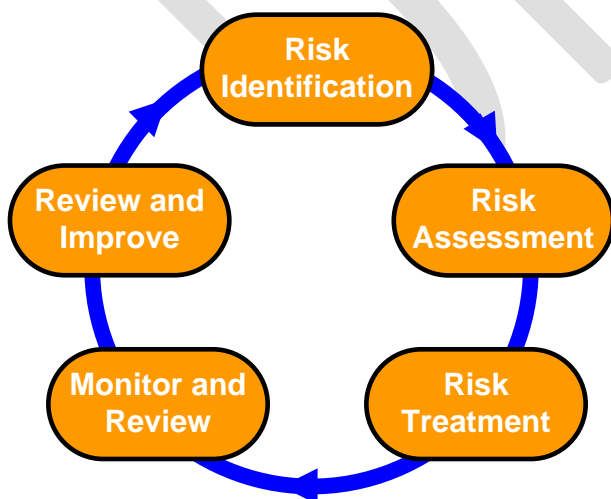 Risk
Identification
Risk
Assessment
Risk
Treatment
Monitor and
Review
Review and
Improve